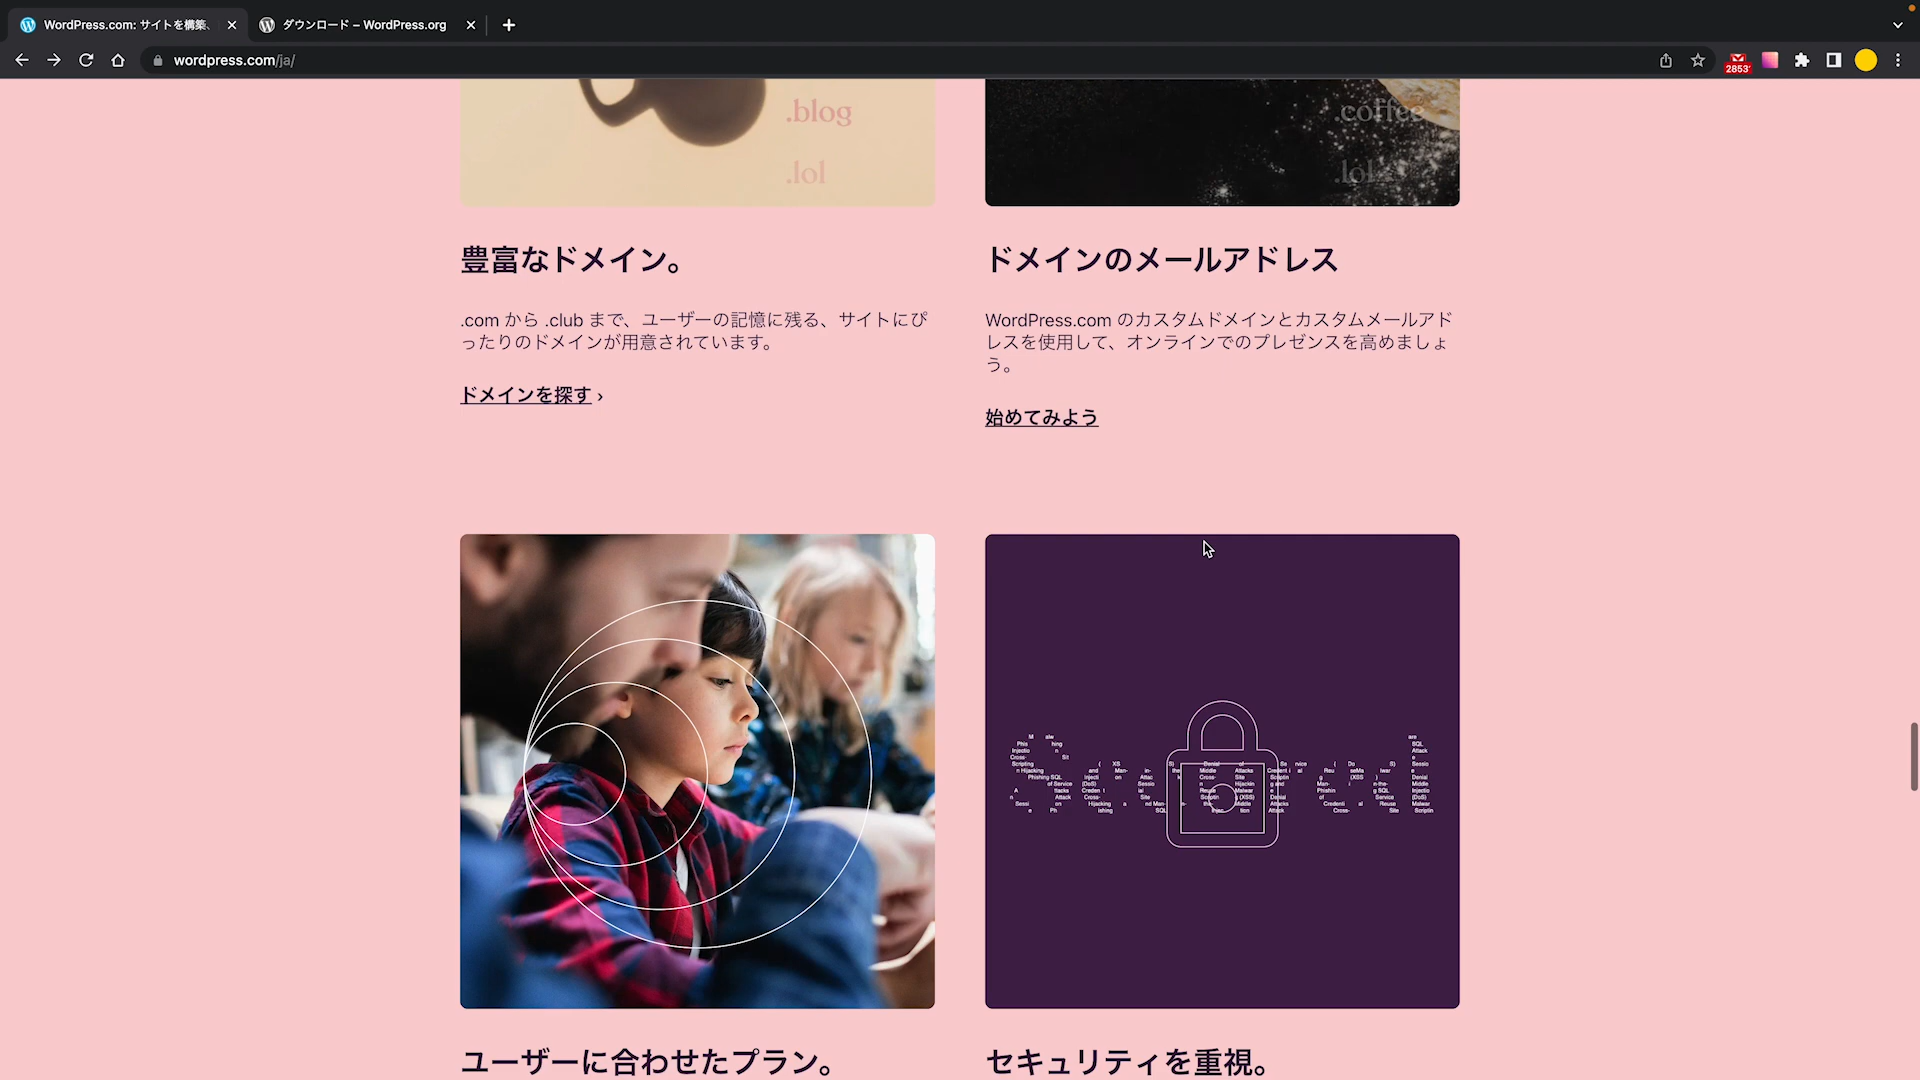 WordPress.com: サイトを構築、
ダウンロード – WordPress.org
wordpress.com/ja/
2853
.blog
.lol
.coffee
.lol
豊富なドメイン。
ドメインのメールアドレス
.com から .club まで、ユーザーの記憶に残る、サイトにぴ
ったりのドメインが用意されています。
ドメインを探す ›
WordPress.com のカスタムドメインとカスタムメールアド
レスを使用して、オンラインでのプレゼンスを高めましょ
う。
始めてみよう
ユーザーに合わせたプラン。
セキュリティを重視。